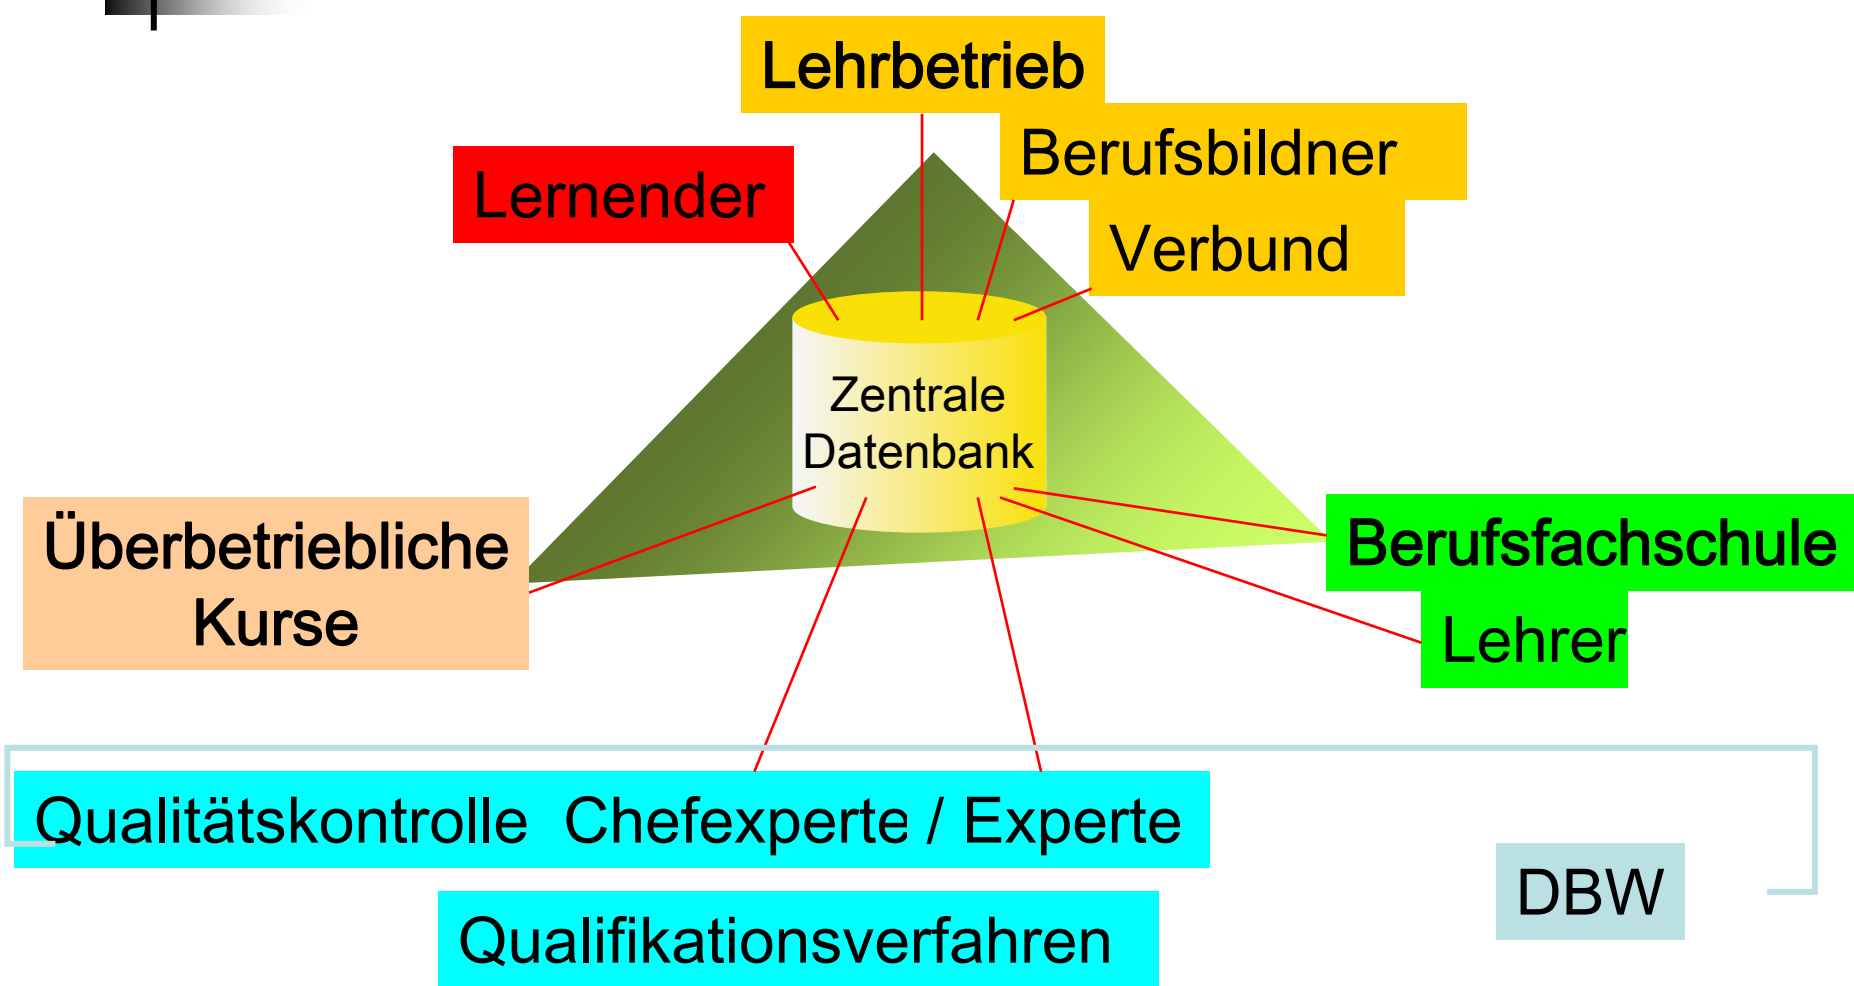 Lehrbetrieb
Berufsbildner
Lernender
Verbund
Zentrale
Datenbank
Überbetriebliche
Kurse
Berufsfachschule
Lehrer
Qualitätskontrolle Chefexperte / Experte
DBW
Qualifikationsverfahren